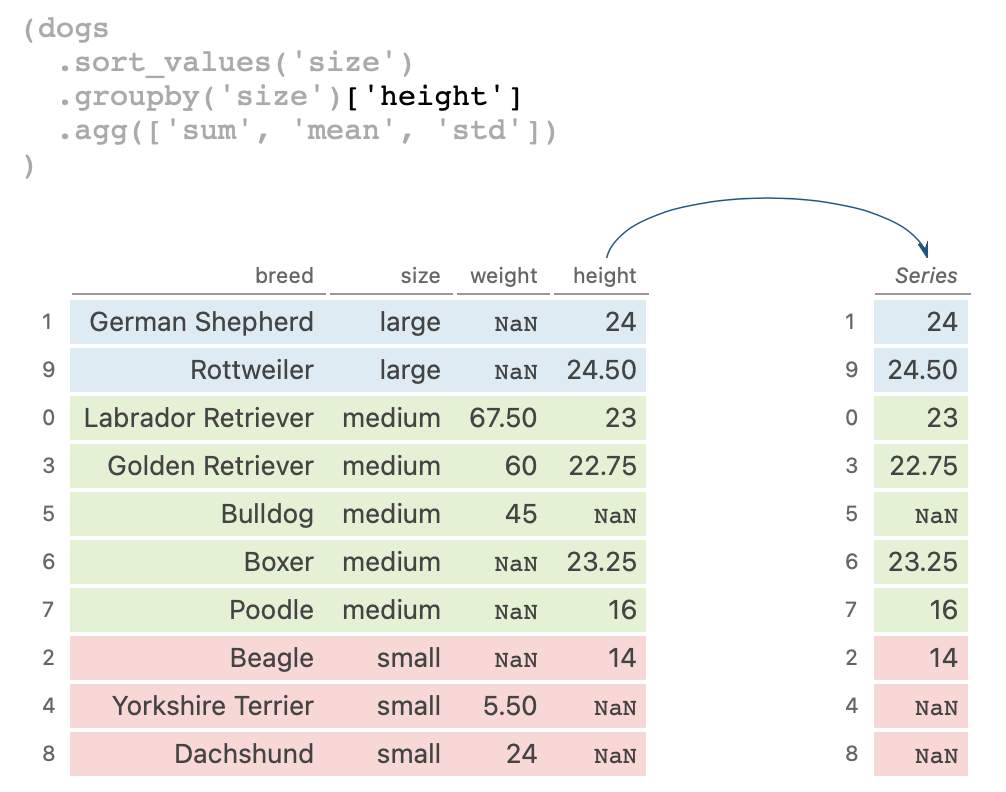 (dogs
  .sort_values('size')
  .groupby('size')['height']
  .agg(['sum', 'mean', 'std'])
)
breed size weight height Series
1 German Shepherd large NaN 24 1 24
9 Rottweiler large NaN 24.50 9 24.50
0 Labrador Retriever medium 67.50 23 0 23
3 Golden Retriever medium 60 22.75 3 22.75
5 Bulldog medium 45 NaN 5 NaN
6 Boxer medium NaN 23.25 6 23.25
7 Poodle medium NaN 16 7 16
2 Beagle small NaN 14 2 14
4 Yorkshire Terrier small 5.50 NaN 4 NaN
8 Dachshund small 24 NaN 8 NaN